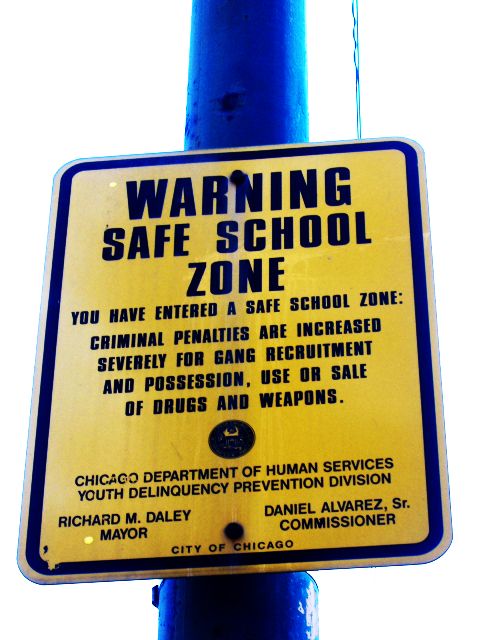 WARNING
SAFE SCHOOL
ZONE
YOU HAVE ENTERED A SAFE SCHOOL ZONE:
CRIMINAL PENALTIES ARE INCREASED
SEVERELY FOR GANG RECRUITMENT
AND POSSESSION, USE OR SALE
OF DRUGS AND WEAPONS.
CHICAGO DEPARTMENT OF HUMAN SERVICES
YOUTH DELINQUENCY PREVENTION DIVISION
RICHARD M. DALEY DANIEL ALVAREZ, Sr.
MAYOR COMMISSIONER
CITY OF CHICAGO